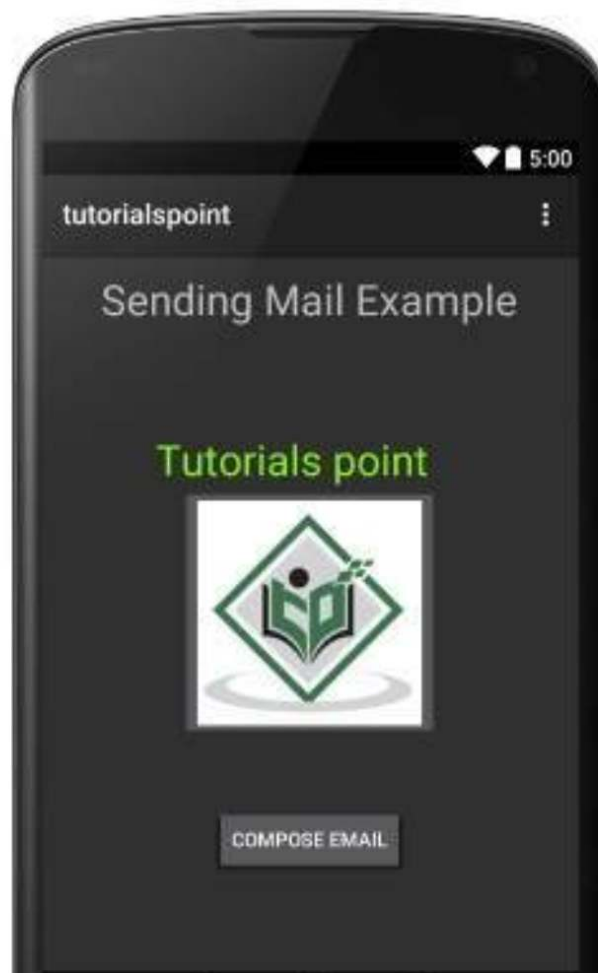 5:00
tutorialspoint
Sending Mail Example
Tutorials point
COMPOSE EMAIL